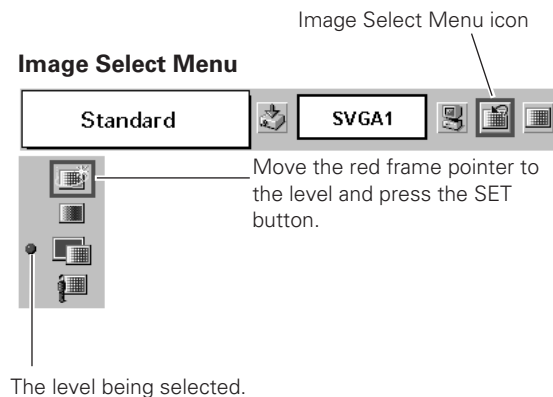 Image Select Menu icon
Image Select Menu
Standard
SVGA1
Move the red frame pointer to
the level and press the SET
button.
The level being selected.